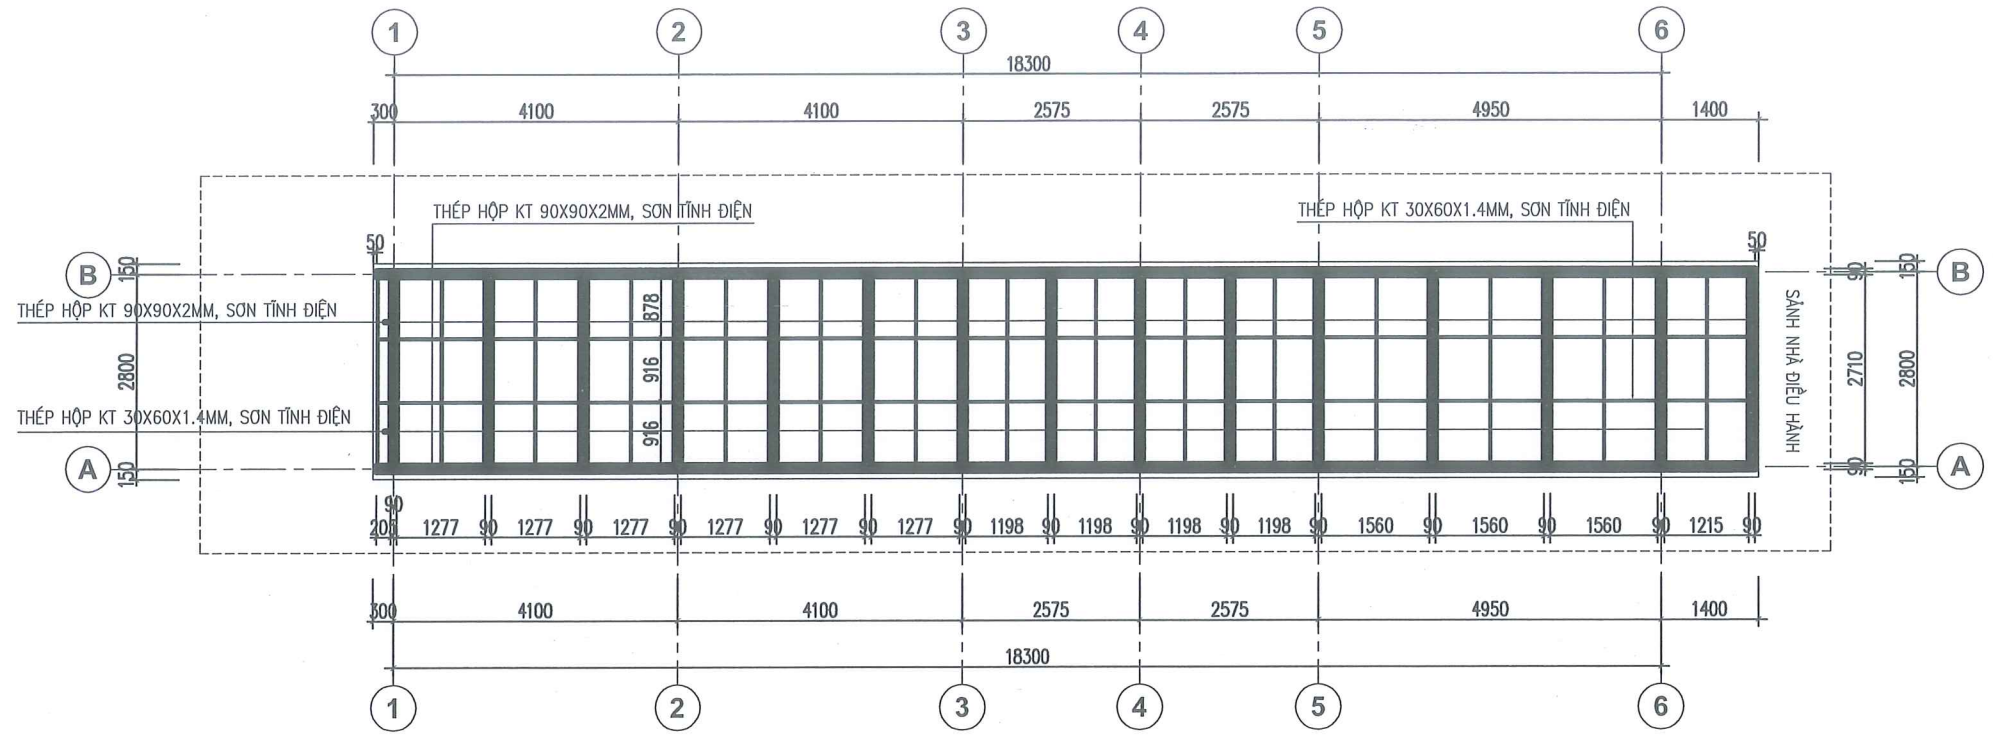 1 2 3 4 5 6
18300
300 4100 4100 2575 2575 4950 1400
THÉP HỘP KT 90X90X2MM, SƠN TĨNH ĐIỆN
THÉP HỘP KT 30X60X1.4MM, SƠN TĨNH ĐIỆN
50 50
B 150 90 150 B
THÉP HỘP KT 90X90X2MM, SƠN TĨNH ĐIỆN
878
2800 916 2710 2800
SẢNH NHÀ ĐIỀU HÀNH
THÉP HỘP KT 30X60X1.4MM, SƠN TĨNH ĐIỆN
916
A 150 90 150 A
90
205 1277 90 1277 90 1277 90 1277 90 1277 90 1277 90 1198 90 1198 90 1198 90 1198 90 1560 90 1560 90 1560 90 1215 90
300 4100 4100 2575 2575 4950 1400
18300
1 2 3 4 5 6